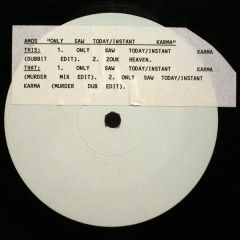 AMOS "ONLY SAW TODAY/INSTANT KARMA"
THIS: 1. ONLY SAW TODAY/INSTANT KARMA
(DUBBIT EDIT). 2. ZOUK HEAVEN.
THAT: 1. ONLY SAW TODAY/INSTANT KARMA
(MURDER MIX EDIT). 2. ONLY SAW TODAY/INSTANT
KARMA (MURDER DUB EDIT).